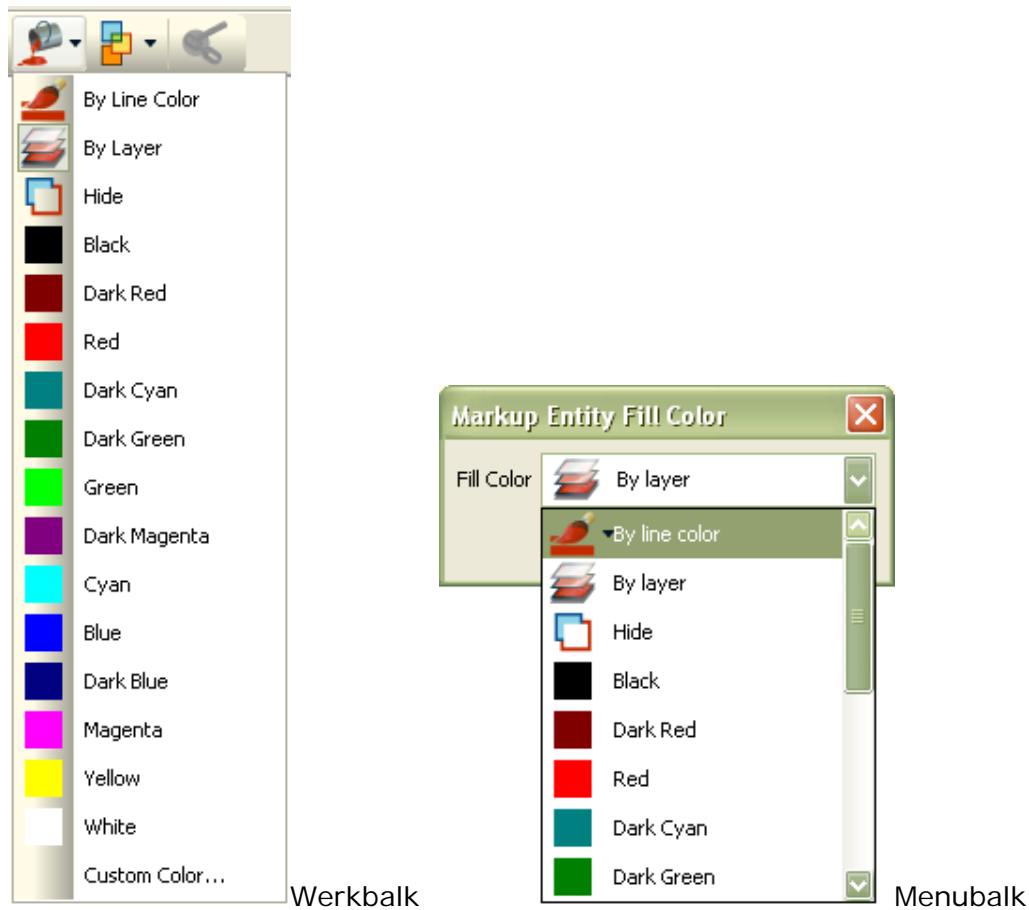 By Line Color
By Layer
Hide
Black
Dark Red
Red
Dark Cyan
Dark Green
Green
Dark Magenta
Cyan
Blue
Dark Blue
Magenta
Yellow
White
Custom Color...
Werkbalk
Markup Entity Fill Color
Fill Color By layer
By line color
By layer
Hide
Black
Dark Red
Red
Dark Cyan
Dark Green
Menubalk